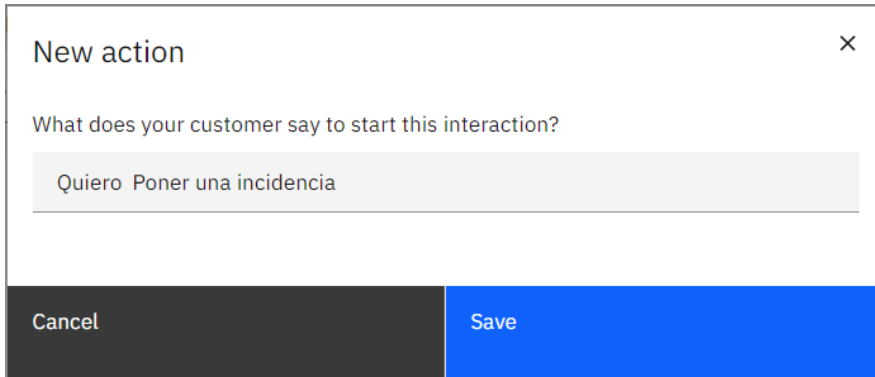 New action
What does your customer say to start this interaction?
Quiero  Poner una incidencia
Cancel
Save